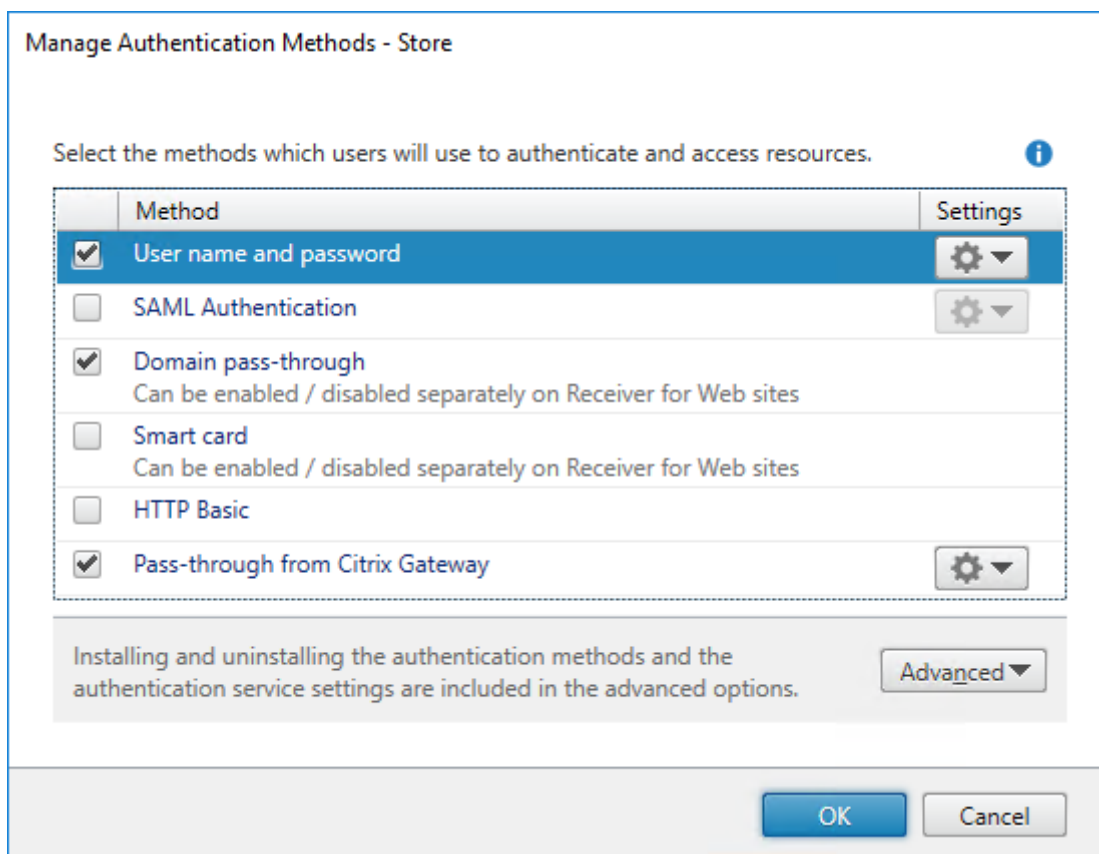 Manage Authentication Methods - Store
Select the methods which users will use to authenticate and access resources.
Method Settings
User name and password
SAML Authentication
Domain pass-through
Can be enabled / disabled separately on Receiver for Web sites
Smart card
Can be enabled / disabled separately on Receiver for Web sites
HTTP Basic
Pass-through from Citrix Gateway
Installing and uninstalling the authentication methods and the
authentication service settings are included in the advanced options.
Advanced
OK Cancel